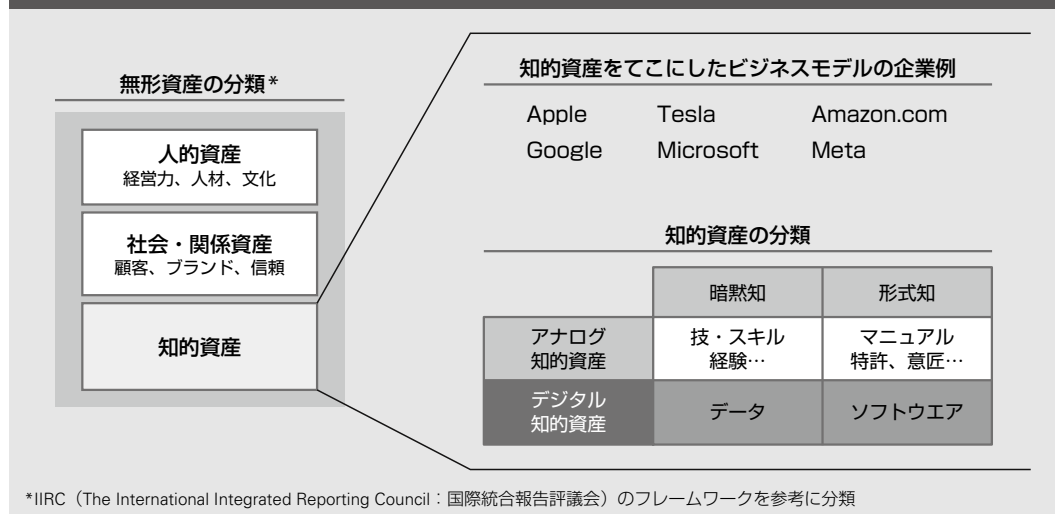 無形資産の分類*
人的資産
経営力、人材、文化
社会・関係資産
顧客、ブランド、信頼
知的資産
知的資産をてこにしたビジネスモデルの企業例
Apple Tesla Amazon.com
Google Microsoft Meta
知的資産の分類
暗黙知 形式知
アナログ
知的資産
技・スキル
経験…
マニュアル
特許、意匠…
デジタル
知的資産
データ
ソフトウエア
*IIRC（The International Integrated Reporting Council：国際統合報告評議会）のフレームワークを参考に分類